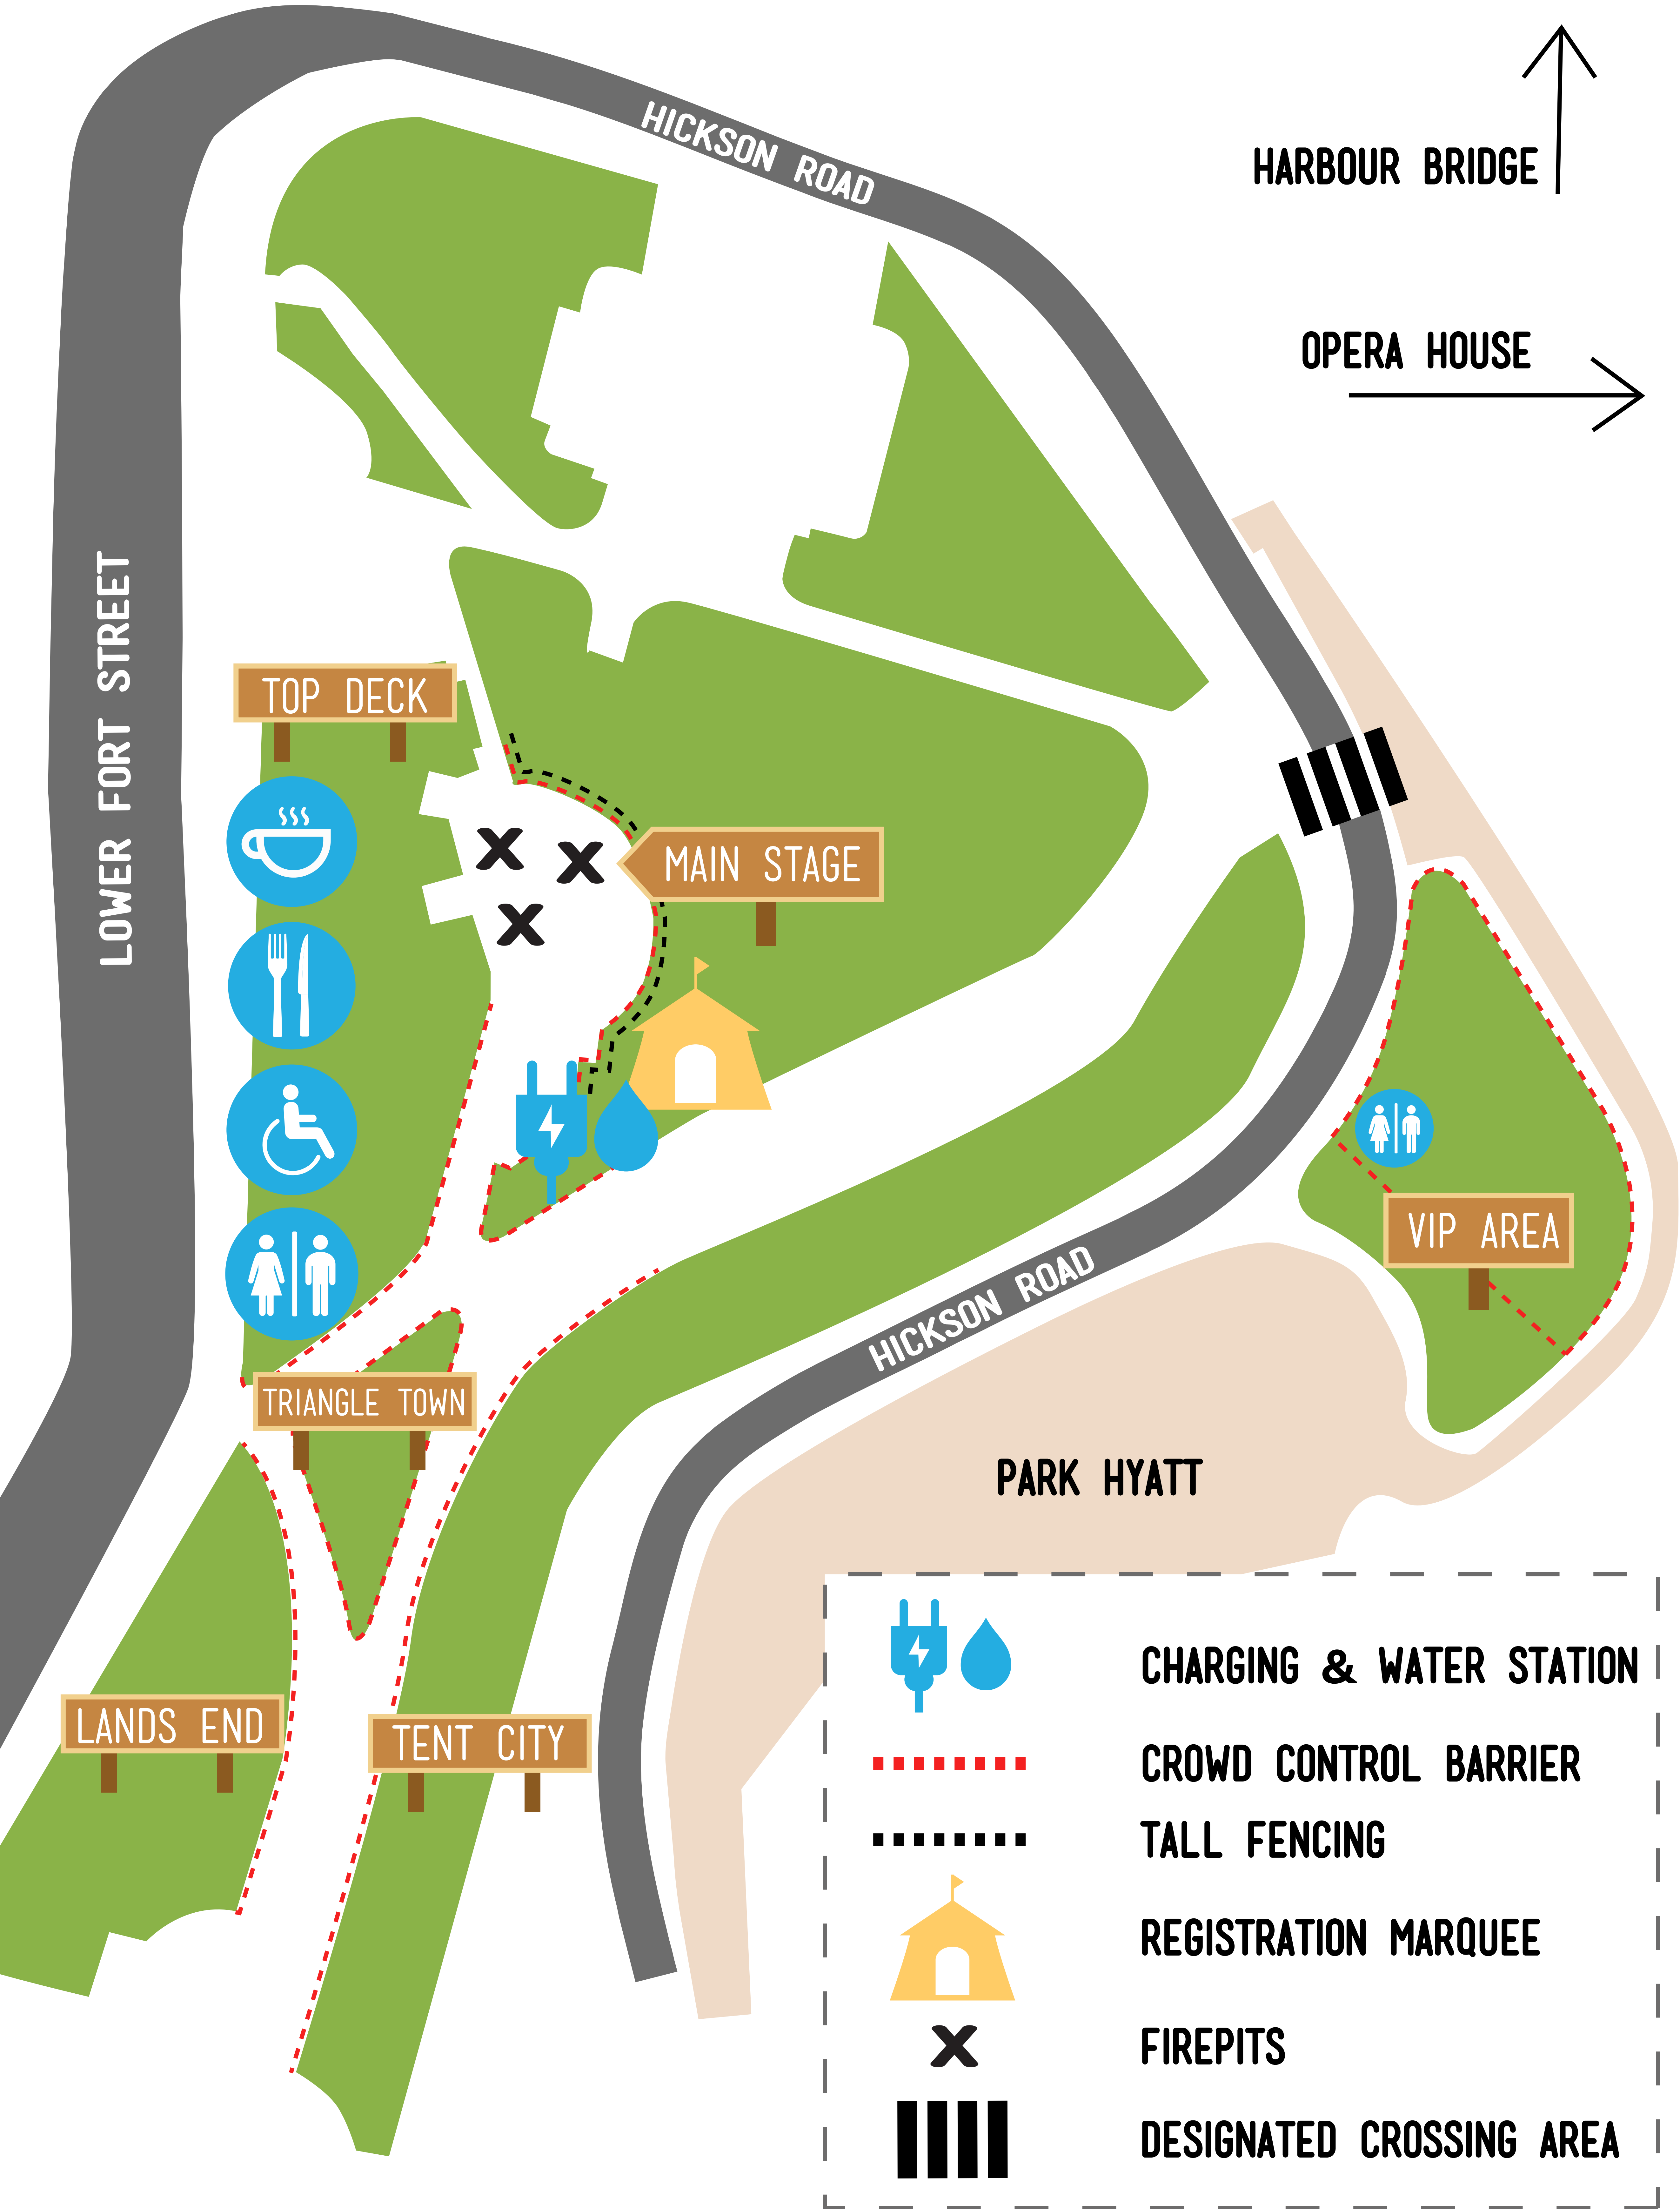 HICKSON ROAD
HARBOUR BRIDGE
OPERA HOUSE
LOWER FORT STREET
TOP DECK
MAIN STAGE
VIP AREA
HICKSON ROAD
TRIANGLE TOWN
PARK HYATT
LANDS END
TENT CITY
CHARGING & WATER STATION
CROWD CONTROL BARRIER
TALL FENCING
REGISTRATION MARQUEE
FIREPITS
DESIGNATED CROSSING AREA